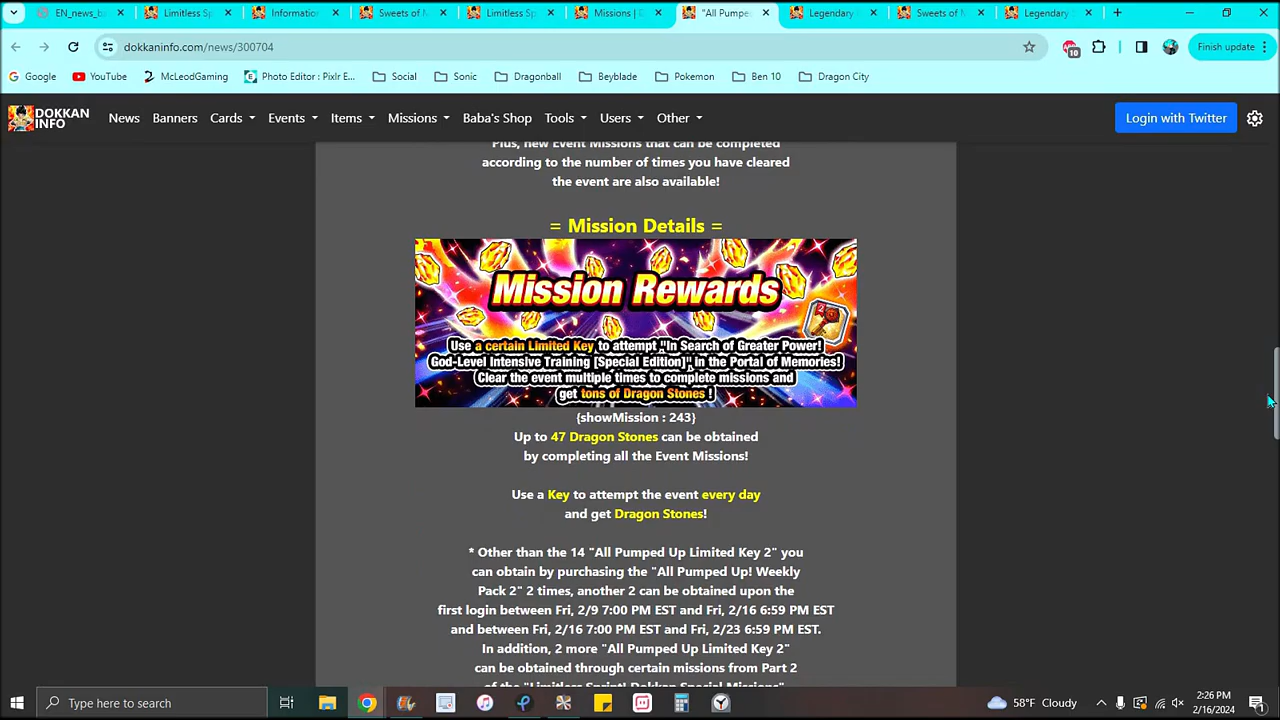 EN_news_ba
Limitless Sp
Information
Sweets of M
Limitless Sp
Missions | E
"All Pumpe
Legendary
Sweets of M
Legendary
dokkaninfo.com/news/300704
10
Finish update
Google
YouTube
McLeodGaming
Photo Editor : Pixlr E...
Social
Sonic
Dragonball
Beyblade
Pokemon
Ben 10
Dragon City
DOKKAN
INFO
News
Banners
Cards
Events
Items
Missions
Baba's Shop
Tools
Users
Other
Login with Twitter
Plus, new Event Missions that can be completed
according to the number of times you have cleared
the event are also available!
= Mission Details =
Mission Rewards
2
Use a certain Limited Key to attempt "In Search of Greater Power!
God-Level Intensive Training [Special Edition]" in the Portal of Memories!
Clear the event multiple times to complete missions and
get tons of Dragon Stones !
{showMission : 243}
Up to 47 Dragon Stones can be obtained
by completing all the Event Missions!
Use a Key to attempt the event every day
and get Dragon Stones!
* Other than the 14 "All Pumped Up Limited Key 2" you
can obtain by purchasing the "All Pumped Up! Weekly
Pack 2" 2 times, another 2 can be obtained upon the
first login between Fri, 2/9 7:00 PM EST and Fri, 2/16 6:59 PM EST
and between Fri, 2/16 7:00 PM EST and Fri, 2/23 6:59 PM EST.
In addition, 2 more "All Pumped Up Limited Key 2"
can be obtained through certain missions from Part 2
of the "Limitless Sprint! Dokkan Special Missions"
Type here to search
58°F Cloudy
2:26 PM
2/16/2024
1